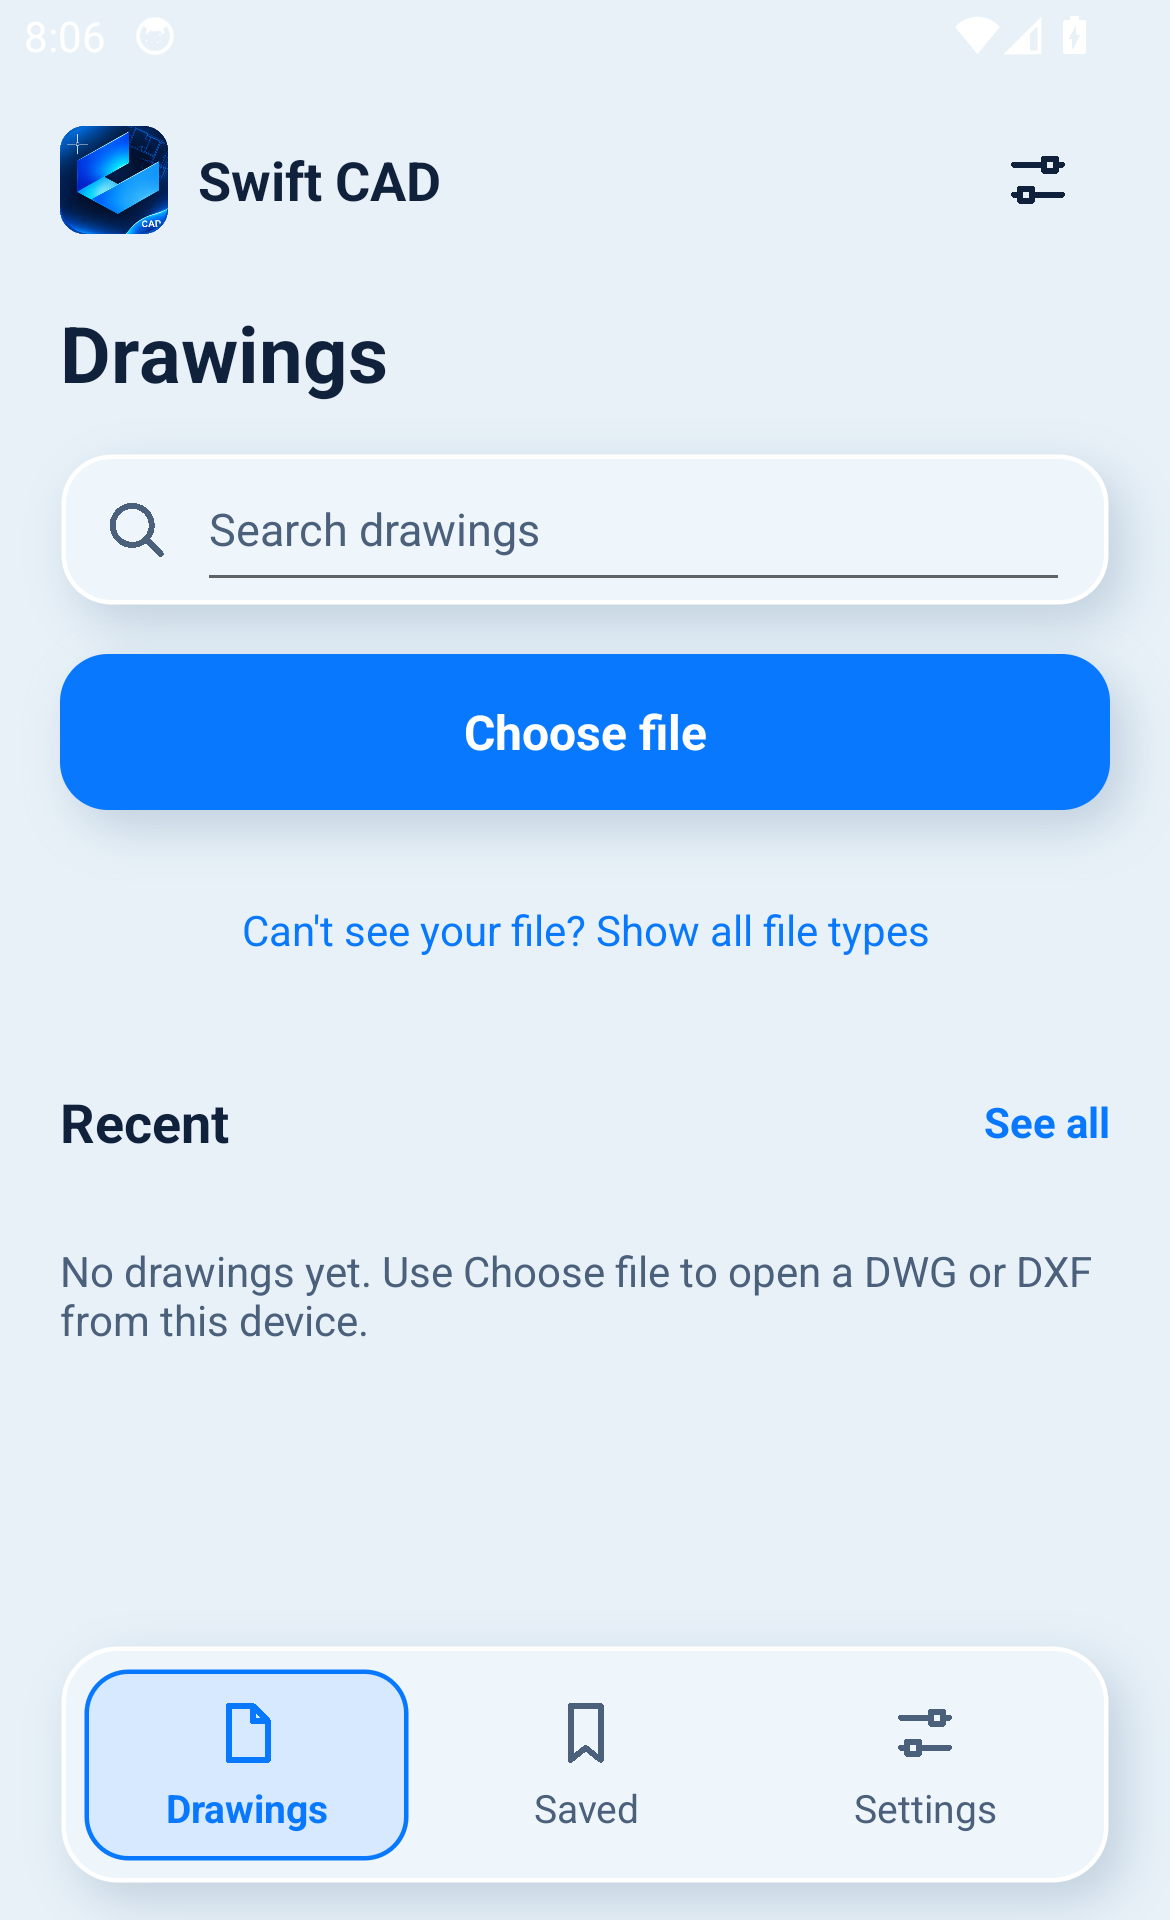 8:06
CAD
Swift CAD
Drawings
Search drawings
Choose file
Can't see your file? Show all file types
Recent
See all
No drawings yet. Use Choose file to open a DWG or DXF
from this device.
Drawings
Saved
Settings